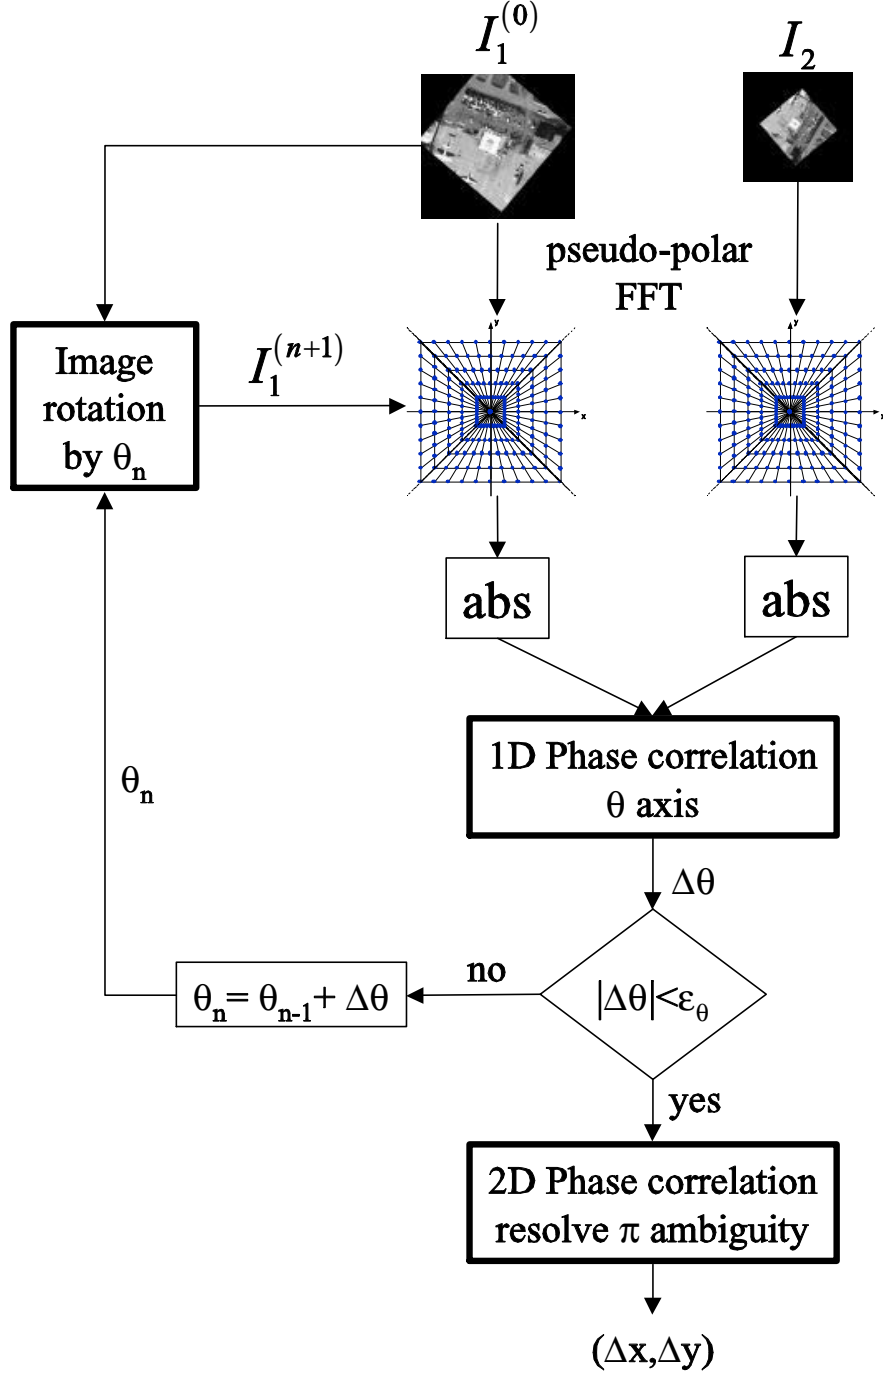 I₁⁽⁰⁾
I₂
pseudo-polar
FFT
y
x
y
Image
rotation
by θₙ
I₁⁽ⁿ⁺¹⁾
abs
abs
1D Phase correlation
θ axis
θₙ
Δθ
no
θₙ= θₙ₋₁+ Δθ
|Δθ|<ε_θ
yes
2D Phase correlation
resolve π ambiguity
(Δx,Δy)